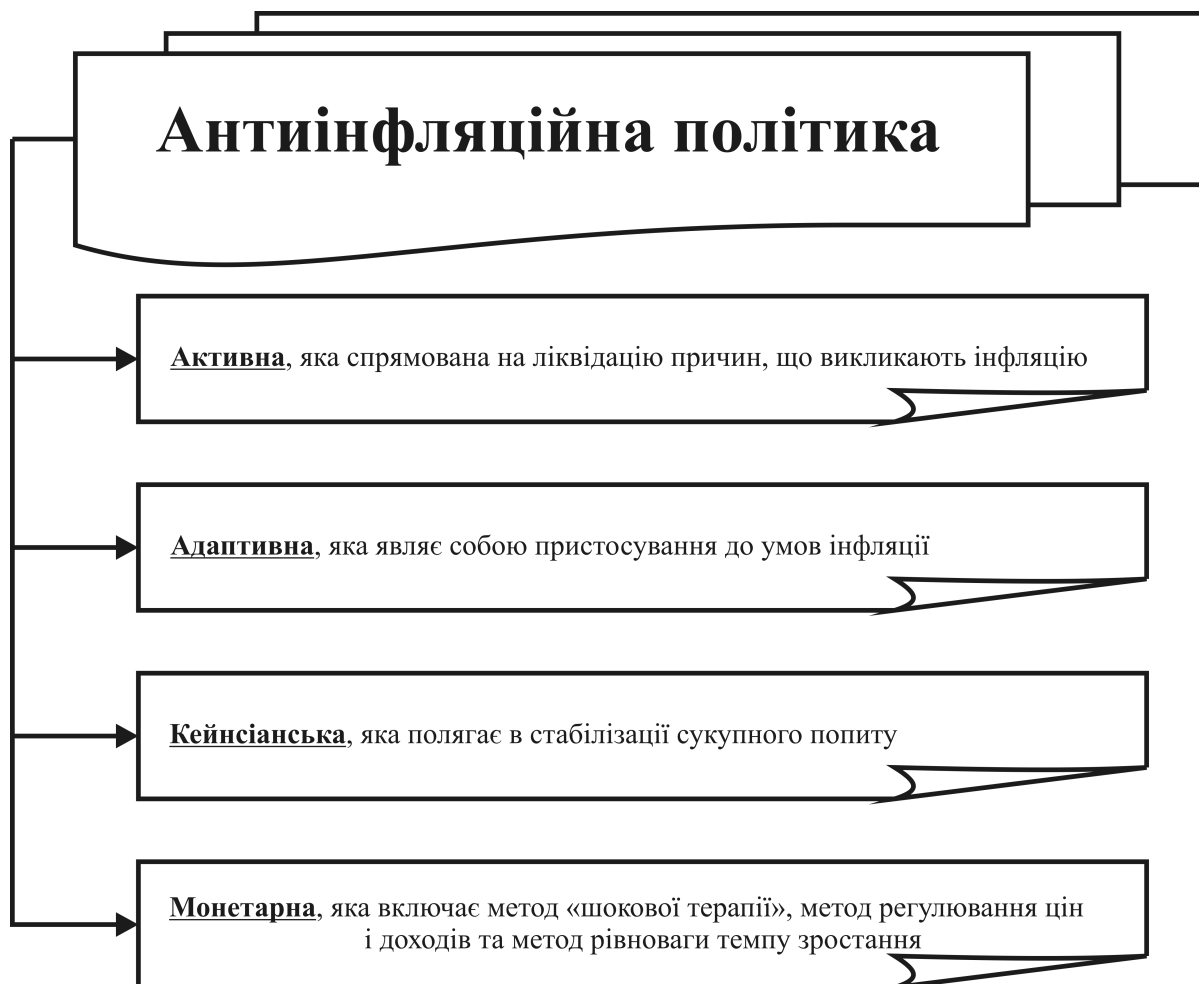 Антиінфляційна політика
Активна, яка спрямована на ліквідацію причин, що викликають інфляцію
Адаптивна, яка являє собою пристосування до умов інфляції
Кейнсіанська, яка полягає в стабілізації сукупного попиту
Монетарна, яка включає метод «шокової терапії», метод регулювання цін
і доходів та метод рівноваги темпу зростання